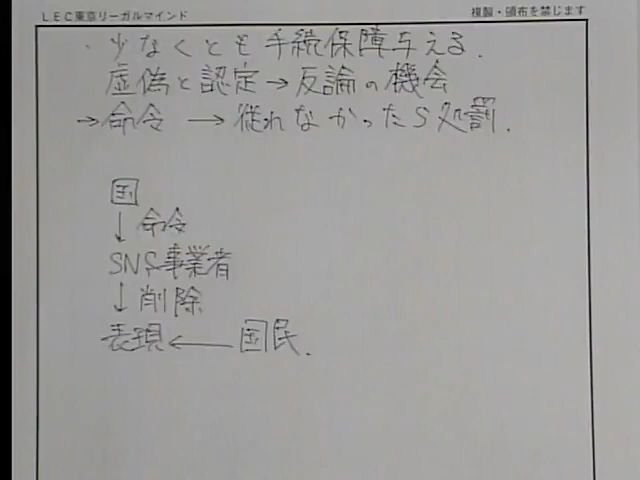 LEC東京リーガルマインド
複製・頒布を禁じます
・少なくとも手続保障与える.
虚偽と認定→反論の機会
→命令 → 従れなかったら処罰.
国
↓命令
SNS事業者
↓削除
表現←国民.